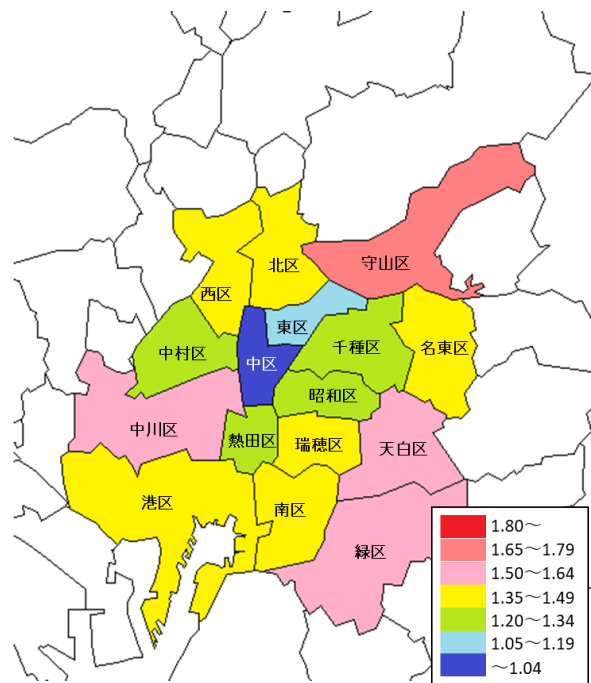 北区
守山区
西区
東区
中村区
中区
千種区
名東区
昭和区
中川区
熱田区
瑞穂区
天白区
港区
南区
緑区
1.80～
1.65～1.79
1.50～1.64
1.35～1.49
1.20～1.34
1.05～1.19
～1.04